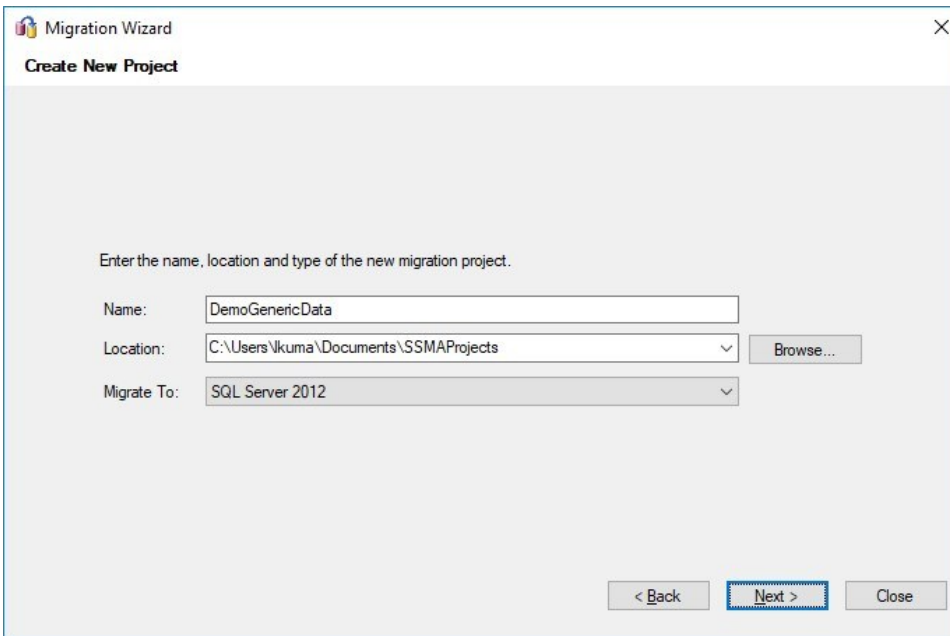 Migration Wizard
Create New Project
Enter the name, location and type of the new migration project.
Name: DemoGenericData
Location: C:\Users\lkuma\Documents\SSMAProjects Browse...
Migrate To: SQL Server 2012
< Back Next > Close